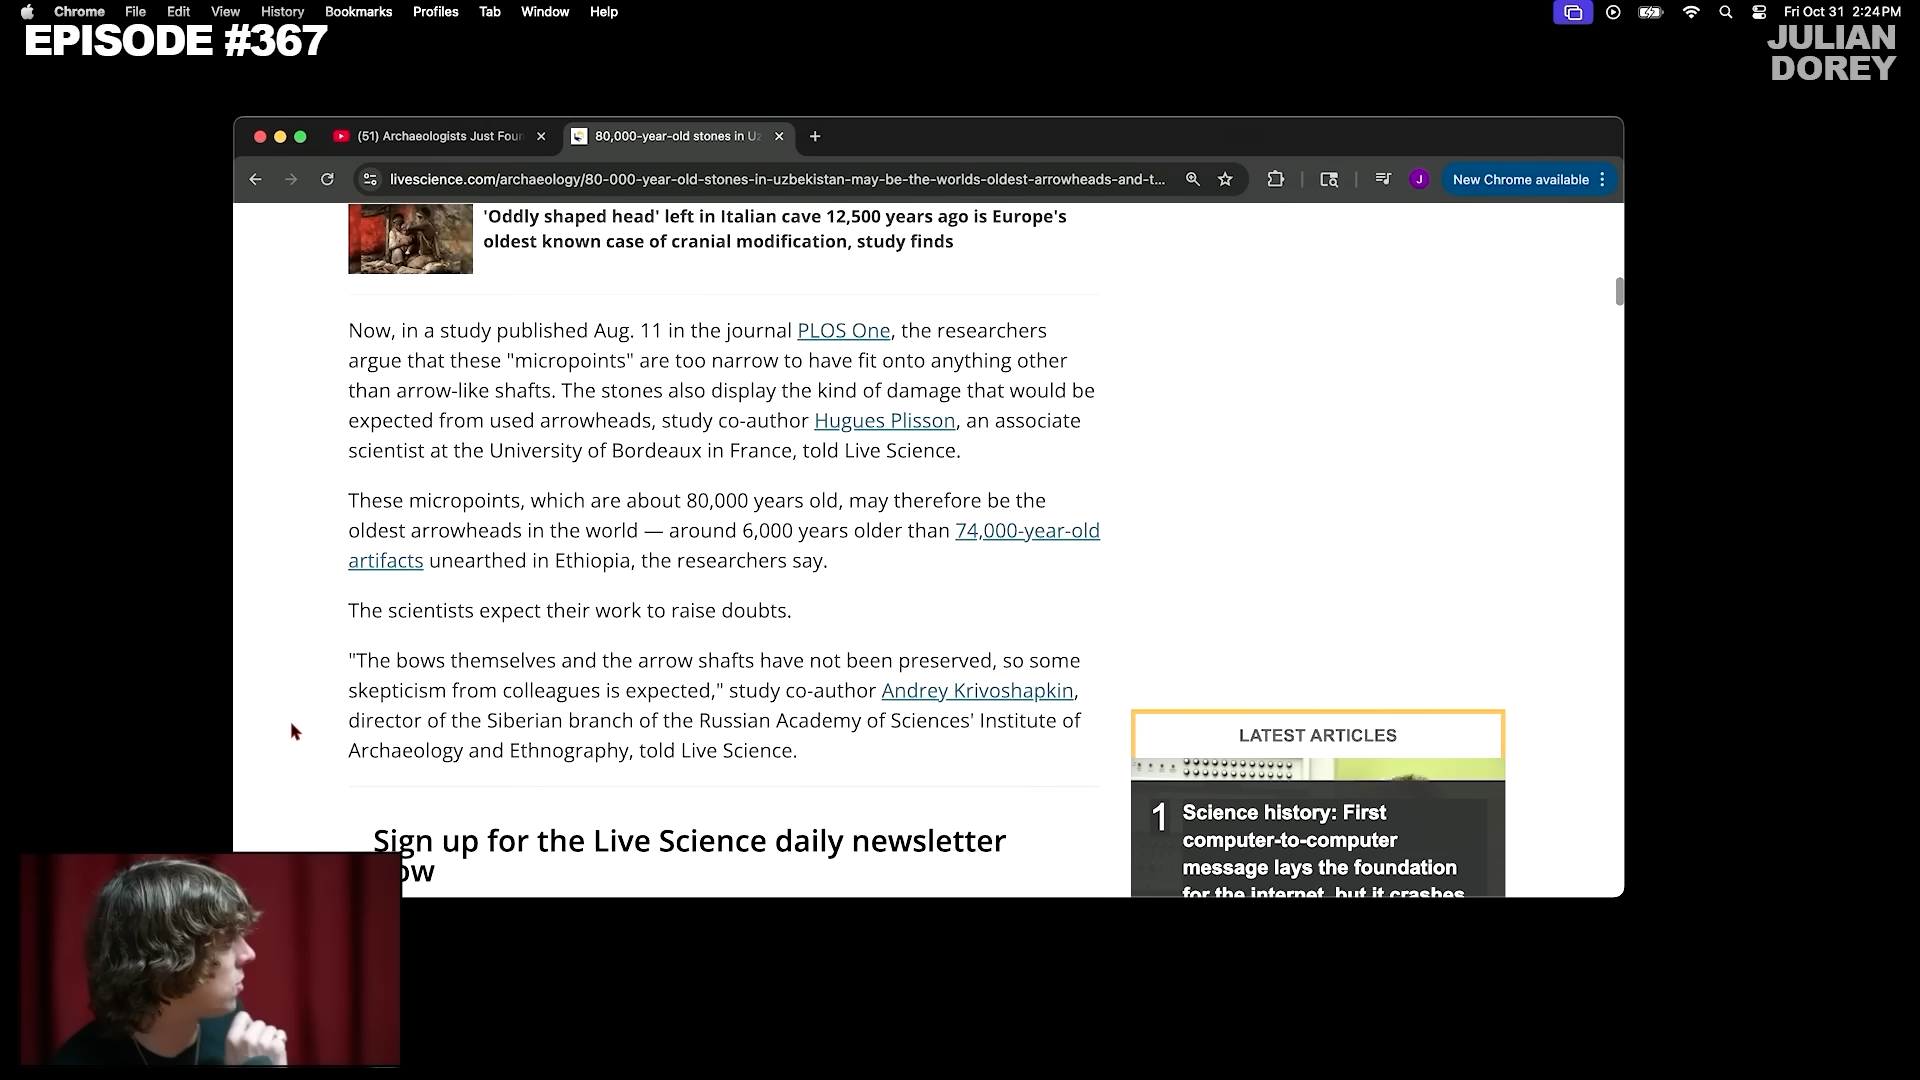 Chrome File Edit View History Bookmarks Profiles Tab Window Help
Fri Oct 31 2:24 PM
EPISODE #367
JULIAN
DOREY
(51) Archaeologists Just Foun
80,000-year-old stones in Uz
livescience.com/archaeology/80-000-year-old-stones-in-uzbekistan-may-be-the-worlds-oldest-arrowheads-and-t...
J
New Chrome available
'Oddly shaped head' left in Italian cave 12,500 years ago is Europe's
oldest known case of cranial modification, study finds
Now, in a study published Aug. 11 in the journal PLOS One, the researchers
argue that these "micropoints" are too narrow to have fit onto anything other
than arrow-like shafts. The stones also display the kind of damage that would be
expected from used arrowheads, study co-author Hugues Plisson, an associate
scientist at the University of Bordeaux in France, told Live Science.
These micropoints, which are about 80,000 years old, may therefore be the
oldest arrowheads in the world — around 6,000 years older than 74,000-year-old
artifacts unearthed in Ethiopia, the researchers say.
The scientists expect their work to raise doubts.
"The bows themselves and the arrow shafts have not been preserved, so some
skepticism from colleagues is expected," study co-author Andrey Krivoshapkin,
director of the Siberian branch of the Russian Academy of Sciences' Institute of
Archaeology and Ethnography, told Live Science.
Sign up for the Live Science daily newsletter
ow
LATEST ARTICLES
1
Science history: First
computer-to-computer
message lays the foundation
for the internet, but it crashes